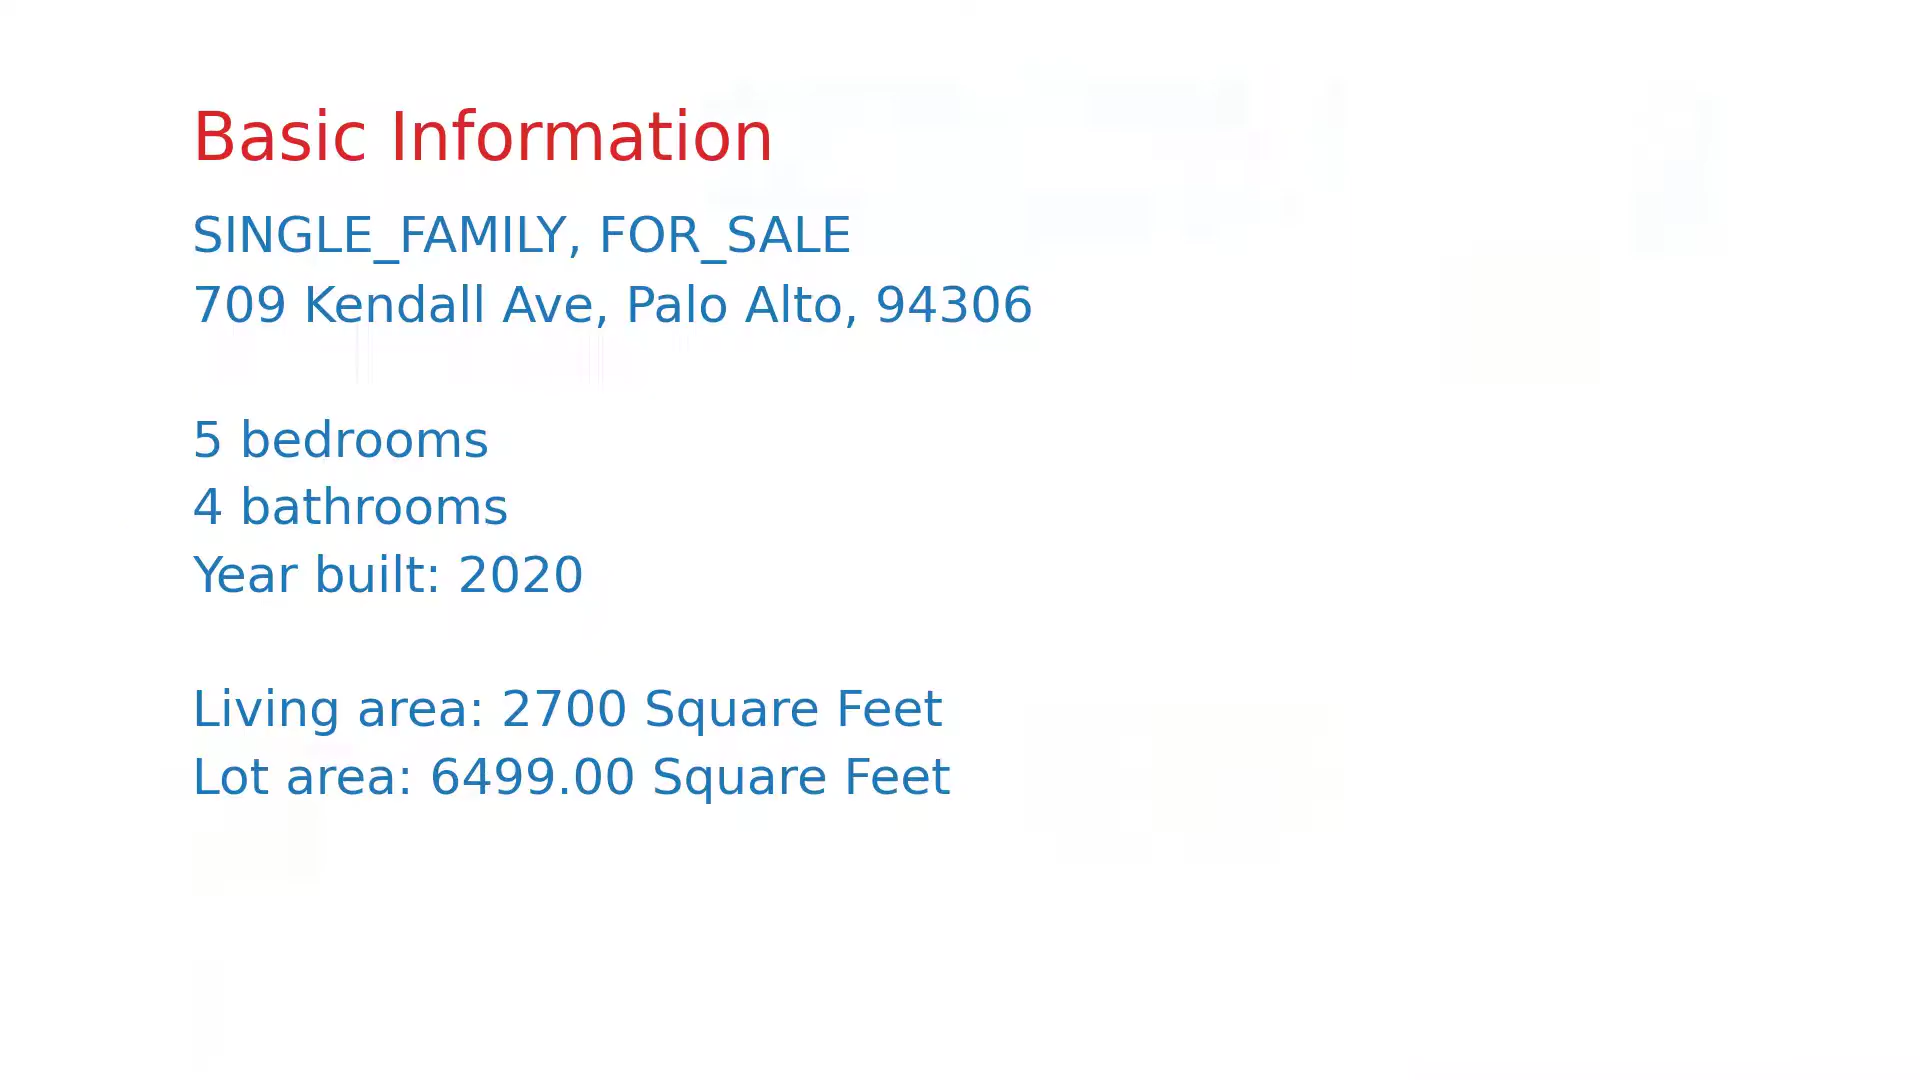 Basic Information
SINGLE_FAMILY, FOR_SALE
709 Kendall Ave, Palo Alto, 94306
5 bedrooms
4 bathrooms
Year built: 2020
Living area: 2700 Square Feet
Lot area: 6499.00 Square Feet